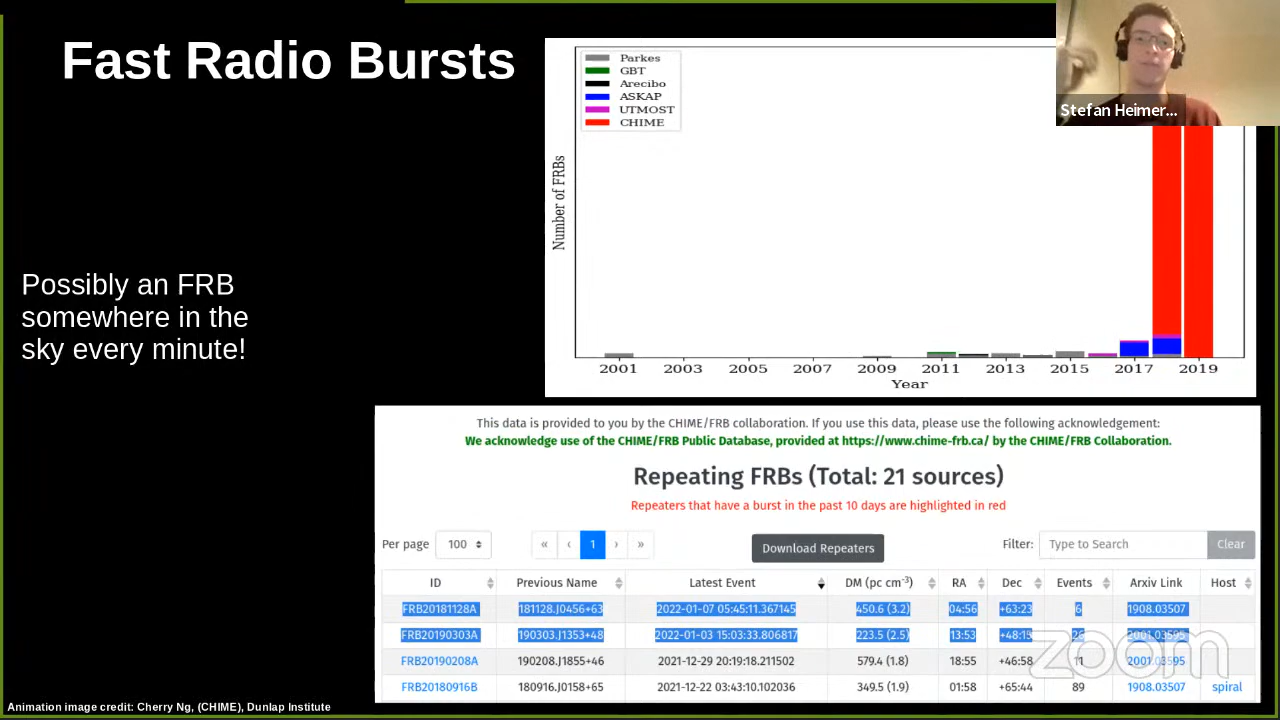 Fast Radio Bursts
Stefan Heimer...
Parkes
GBT
Arecibo
ASKAP
UTMOST
CHIME
Number of FRBs
2001 2003 2005 2007 2009 2011 2013 2015 2017 2019
Year
Possibly an FRB
somewhere in the
sky every minute!
This data is provided to you by the CHIME/FRB collaboration. If you use this data, please use the following acknowledgement:
We acknowledge use of the CHIME/FRB Public Database, provided at https://www.chime-frb.ca/ by the CHIME/FRB Collaboration.
Repeating FRBs (Total: 21 sources)
Repeaters that have a burst in the past 10 days are highlighted in red
Per page 100 « ‹ 1 › » Download Repeaters Filter: Type to Search Clear
ID Previous Name Latest Event DM (pc cm-3) RA Dec Events Arxiv Link Host
FRB20181128A 181128.J0456+63 2022-01-07 05:45:11.367145 450.6 (3.2) 04:56 +63:23 6 1908.03507
FRB20190303A 190303.J1353+48 2022-01-03 15:03:33.806817 223.5 (2.5) 13:53 +48:15 26 2001.03595
FRB20190208A 190208.J1855+46 2021-12-29 20:19:18.211502 579.4 (1.8) 18:55 +46:58 11 2001.03595
FRB20180916B 180916.J0158+65 2021-12-22 03:43:10.102036 349.5 (1.9) 01:58 +65:44 89 1908.03507 spiral
zoom
Animation image credit: Cherry Ng, (CHIME), Dunlap Institute